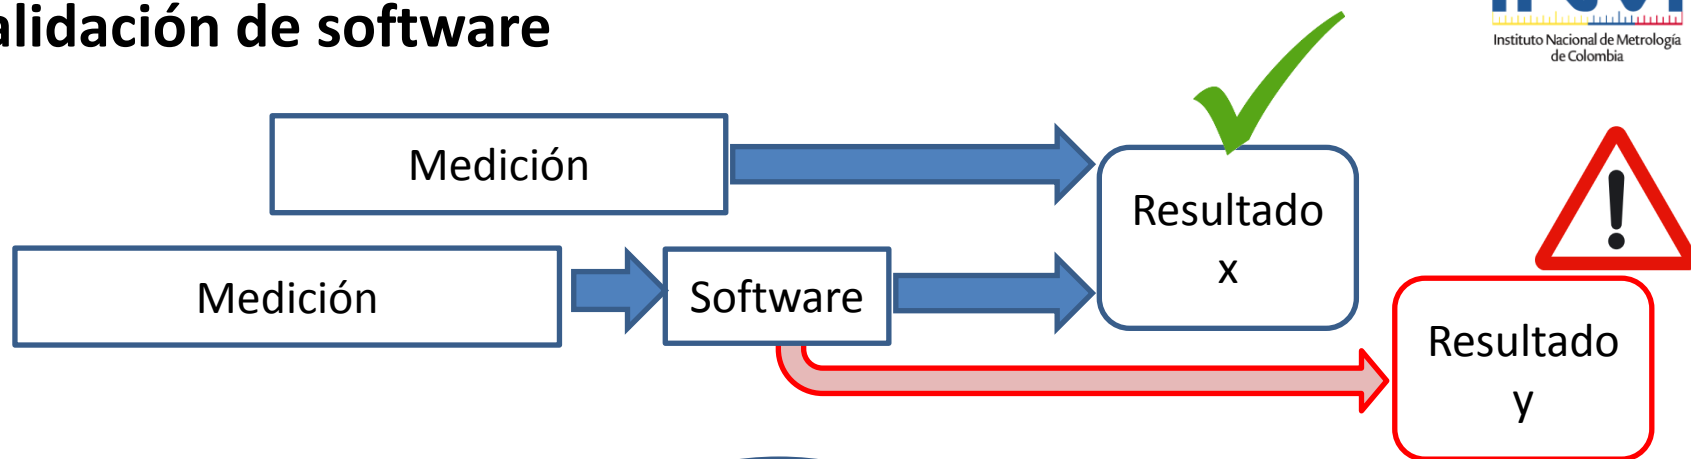 alidación de software
Instituto Nacional de Metrología
de Colombia
Medición
Resultado
x
Medición
Software
Resultado
y